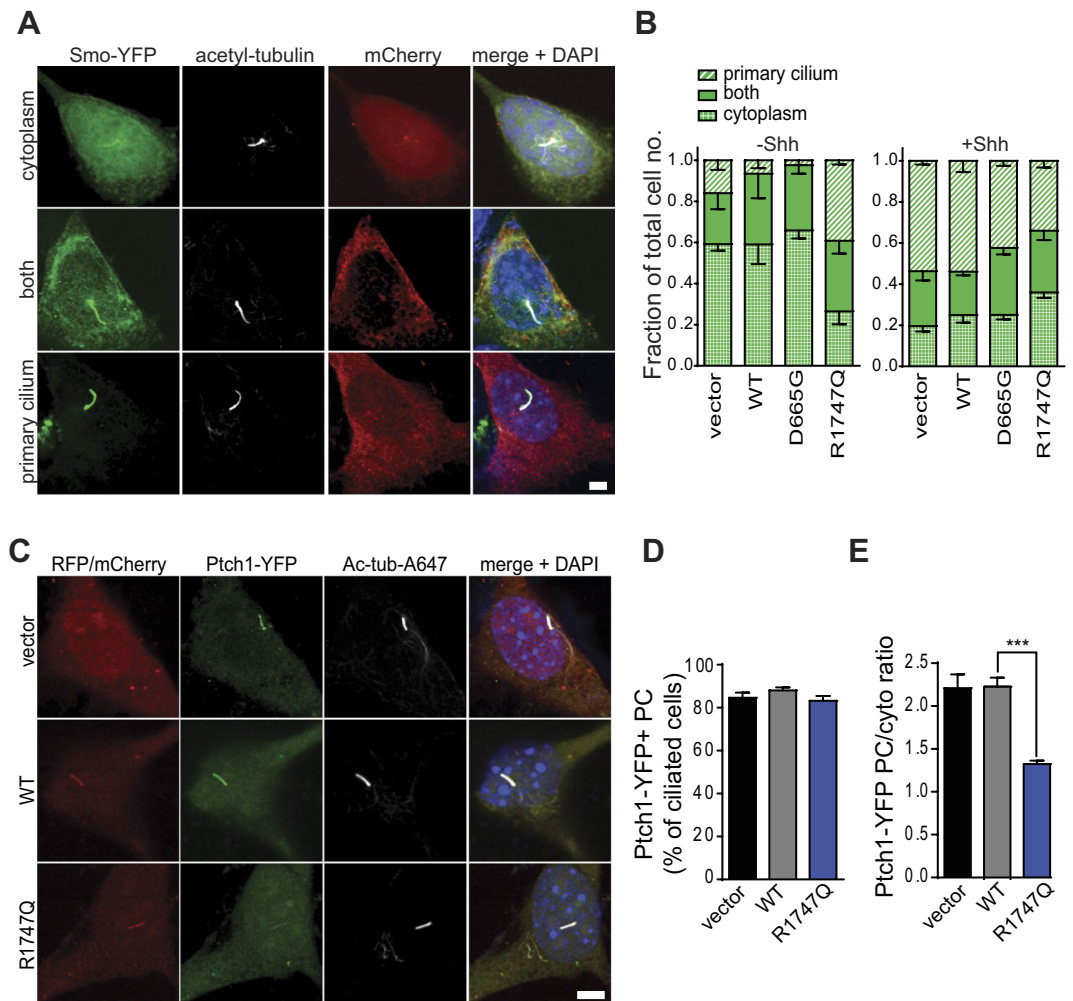 A
Smo-YFP acetyl-tubulin mCherry merge + DAPI
cytoplasm
both
primary cilium
B
primary cilium
both
cytoplasm
-Shh
+Shh
Fraction of total cell no.
1.0
0.8
0.6
0.4
0.2
0.0
vector
WT
D665G
R1747Q
1.0
0.8
0.6
0.4
0.2
0.0
vector
WT
D665G
R1747Q
C
RFP/mCherry Ptch1-YFP Ac-tub-A647 merge + DAPI
vector
WT
R1747Q
D
Ptch1-YFP+ PC
(% of ciliated cells)
100
80
60
40
20
0
vector
WT
R1747Q
E
Ptch1-YFP PC/cyto ratio
2.5
2.0
1.5
1.0
0.5
0.0
***
vector
WT
R1747Q